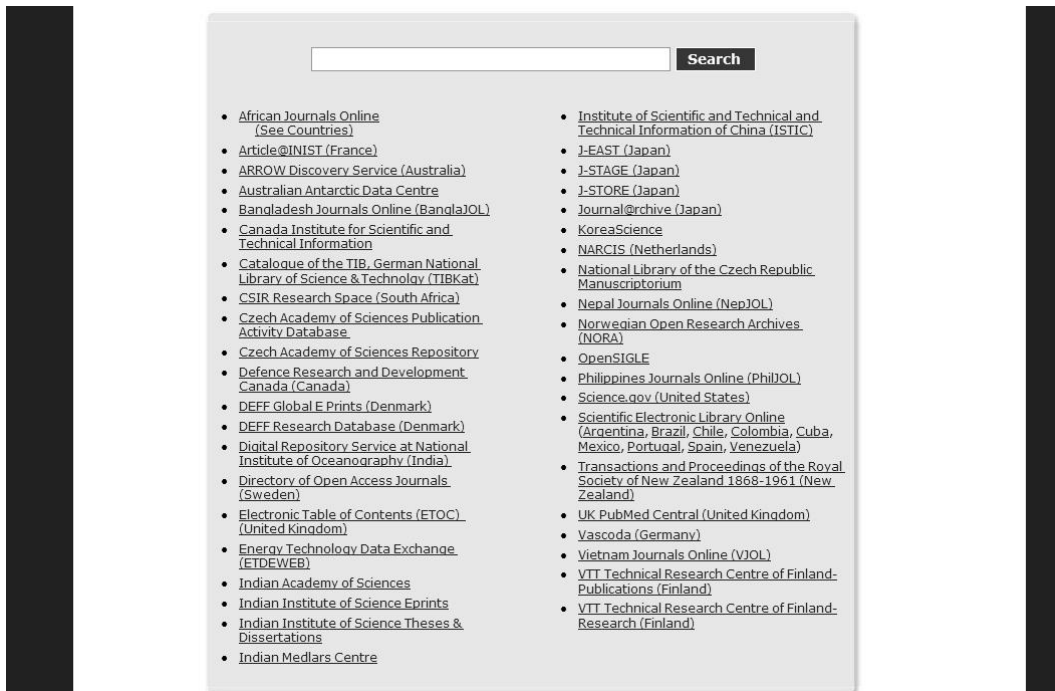 Search
African Journals Online
(See Countries)
Article@INIST (France)
ARROW Discovery Service (Australia)
Australian Antarctic Data Centre
Bangladesh Journals Online (BanglaJOL)
Canada Institute for Scientific and
Technical Information
Catalogue of the TIB, German National
Library of Science & Technolgy (TIBKat)
CSIR Research Space (South Africa)
Czech Academy of Sciences Publication
Activity Database
Czech Academy of Sciences Repository
Defence Research and Development
Canada (Canada)
DEFF Global E Prints (Denmark)
DEFF Research Database (Denmark)
Digital Repository Service at National
Institute of Oceanography (India)
Directory of Open Access Journals
(Sweden)
Electronic Table of Contents (ETOC)
(United Kingdom)
Energy Technology Data Exchange
(ETDEWEB)
Indian Academy of Sciences
Indian Institute of Science Eprints
Indian Institute of Science Theses &
Dissertations
Indian Medlars Centre
Institute of Scientific and Technical and
Technical Information of China (ISTIC)
J-EAST (Japan)
J-STAGE (Japan)
J-STORE (Japan)
Journal@rchive (Japan)
KoreaScience
NARCIS (Netherlands)
National Library of the Czech Republic
Manuscriptorium
Nepal Journals Online (NepJOL)
Norwegian Open Research Archives
(NORA)
OpenSIGLE
Philippines Journals Online (PhilJOL)
Science.gov (United States)
Scientific Electronic Library Online
(Argentina, Brazil, Chile, Colombia, Cuba,
Mexico, Portugal, Spain, Venezuela)
Transactions and Proceedings of the Royal
Society of New Zealand 1868-1961 (New
Zealand)
UK PubMed Central (United Kingdom)
Vascoda (Germany)
Vietnam Journals Online (VJOL)
VTT Technical Research Centre of Finland-
Publications (Finland)
VTT Technical Research Centre of Finland-
Research (Finland)